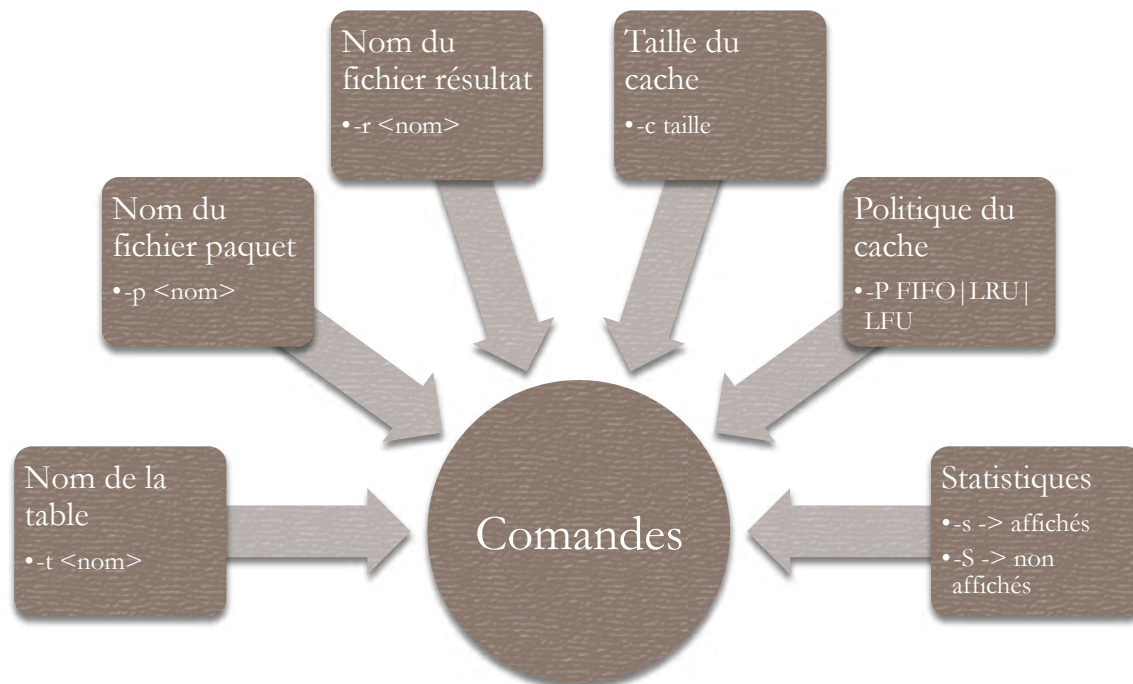 Nom du
fichier résultat
•-r <nom>
Taille du
cache
•-c taille
Nom du
fichier paquet
•-p <nom>
Politique du
cache
•-P FIFO|LRU|
LFU
Nom de la
table
•-t <nom>
Comandes
Statistiques
•-s -> affichés
•-S -> non
affichés